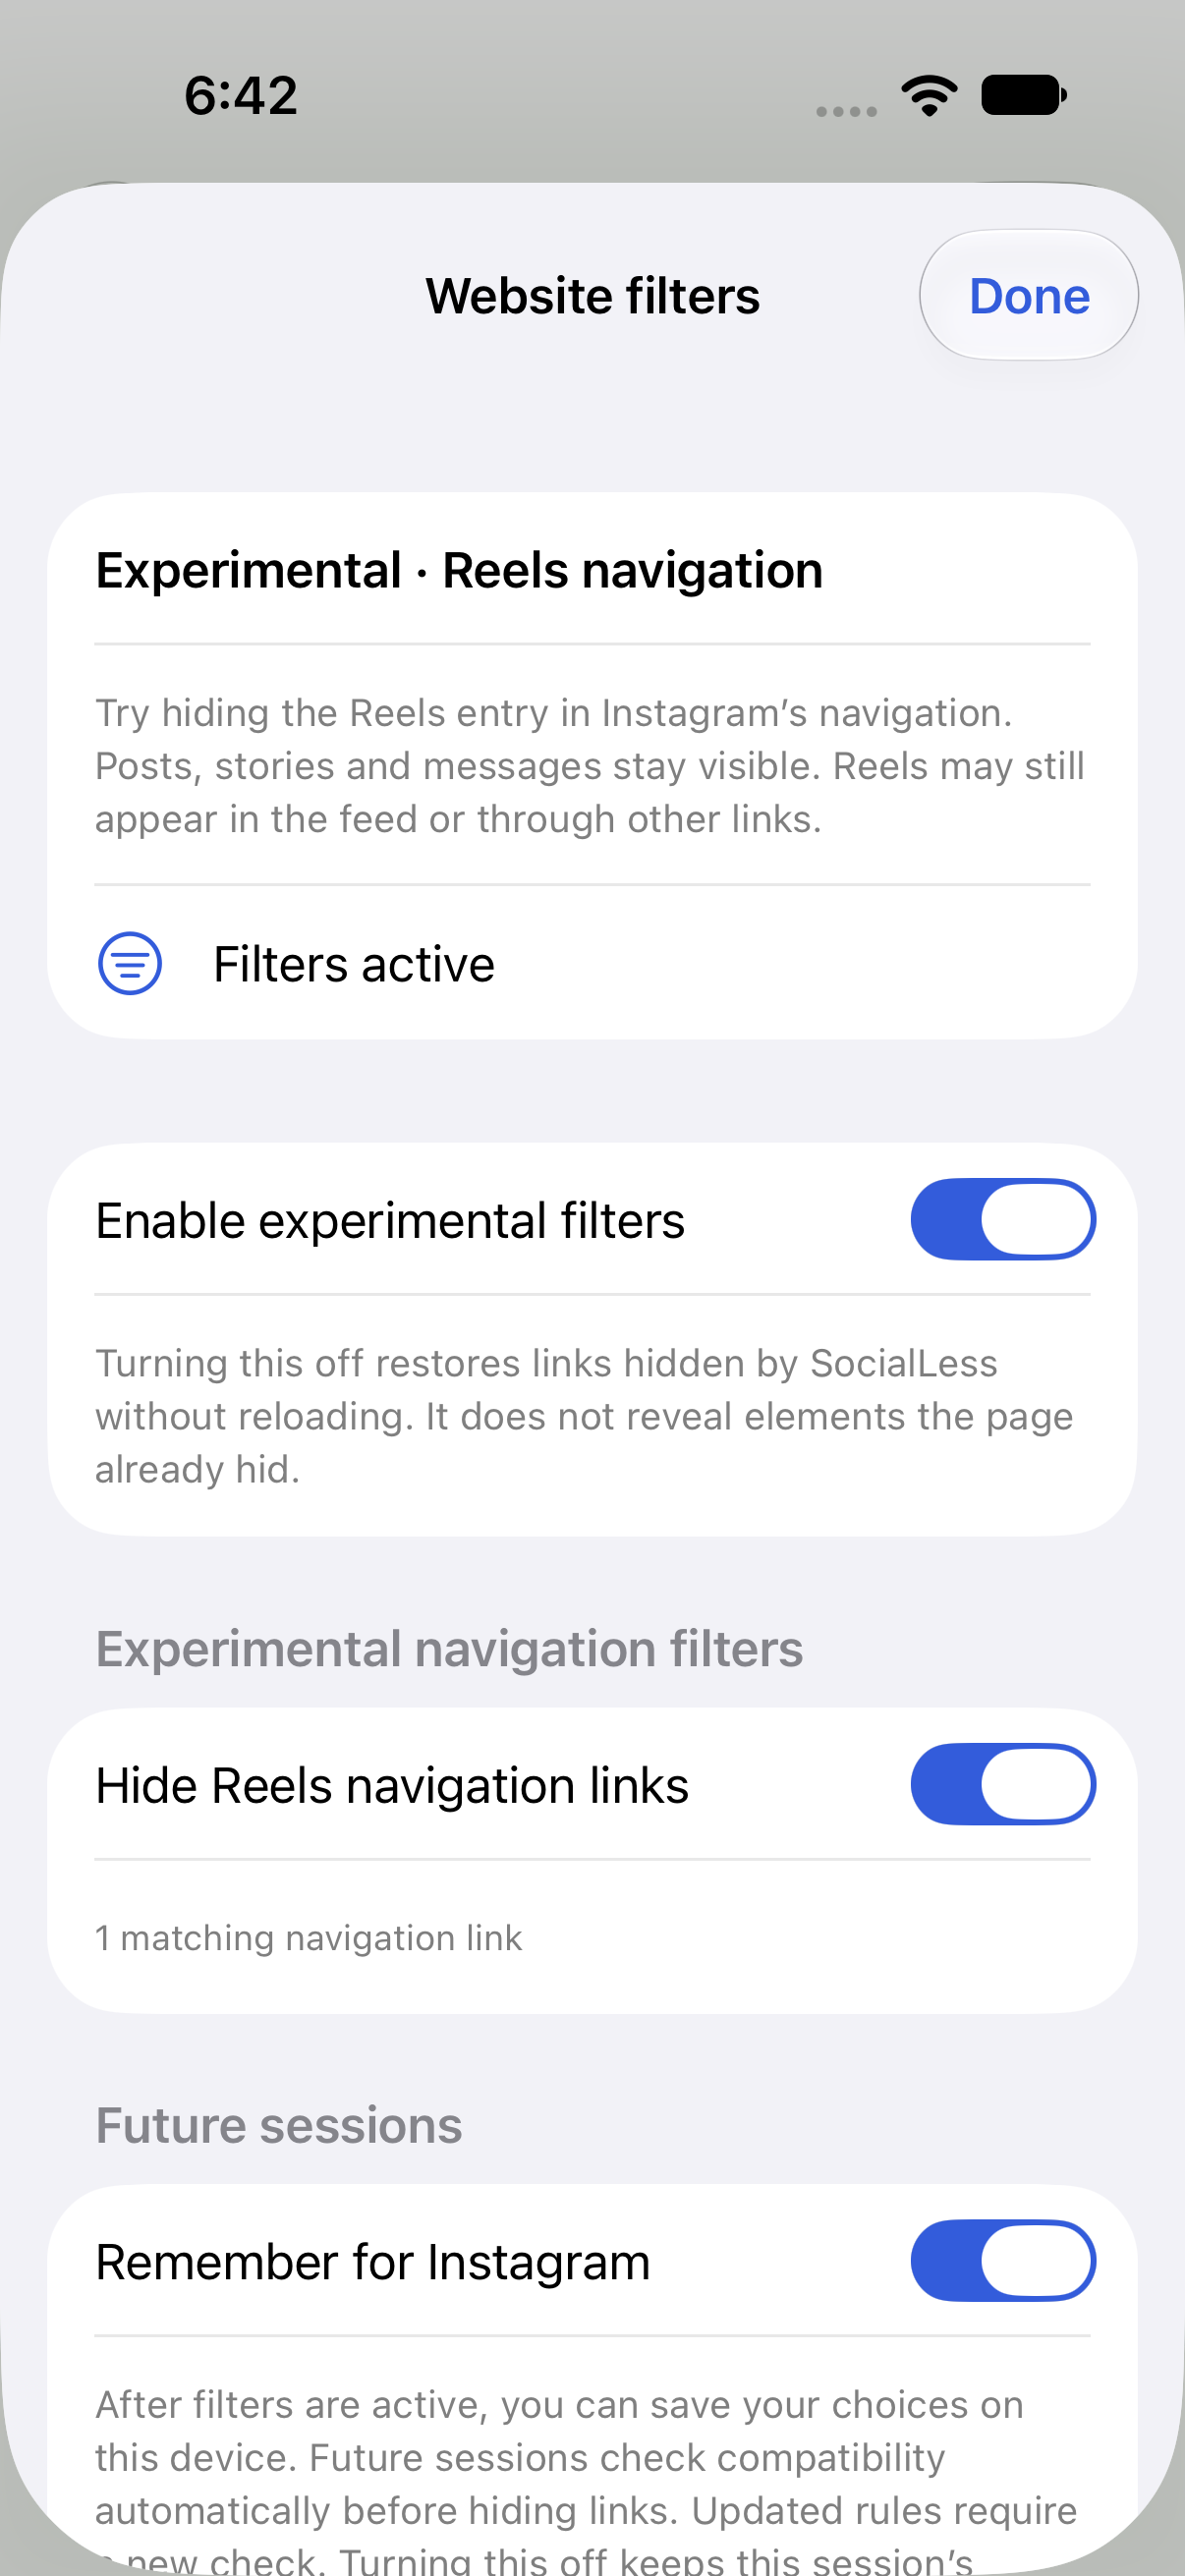 6:42
Website filters
Done
Experimental · Reels navigation
Try hiding the Reels entry in Instagram’s navigation.
Posts, stories and messages stay visible. Reels may still
appear in the feed or through other links.
Filters active
Enable experimental filters
Turning this off restores links hidden by SocialLess
without reloading. It does not reveal elements the page
already hid.
Experimental navigation filters
Hide Reels navigation links
1 matching navigation link
Future sessions
Remember for Instagram
After filters are active, you can save your choices on
this device. Future sessions check compatibility
automatically before hiding links. Updated rules require
new check. Turning this off keeps this session’s